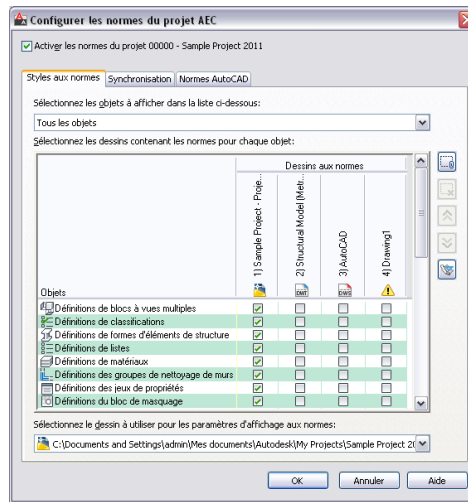 Configurer les normes du projet AEC
Activer les normes du projet 00000 - Sample Project 2011
Styles aux normes Synchronisation Normes AutoCAD
Sélectionnez les objets à afficher dans la liste ci-dessous:
Tous les objets
Sélectionnez les dessins contenant les normes pour chaque objet:
Dessins aux normes
1) Sample Project - Proje...
2) Structural Model (Metr...
3) AutoCAD
4) Drawing1
DWT DWS
Objets
Définitions de blocs à vues multiples
Définitions de classifications
Définitions de formes d'éléments de structure
Définitions de listes
Définitions de matériaux
Définitions des groupes de nettoyage de murs
Définitions des jeux de propriétés
Définitions du bloc de masquage
Sélectionnez le dessin à utiliser pour les paramètres d'affichage aux normes:
C:\Documents and Settings\admin\Mes documents\Autodesk\My Projects\Sample Project 20
OK Annuler Aide